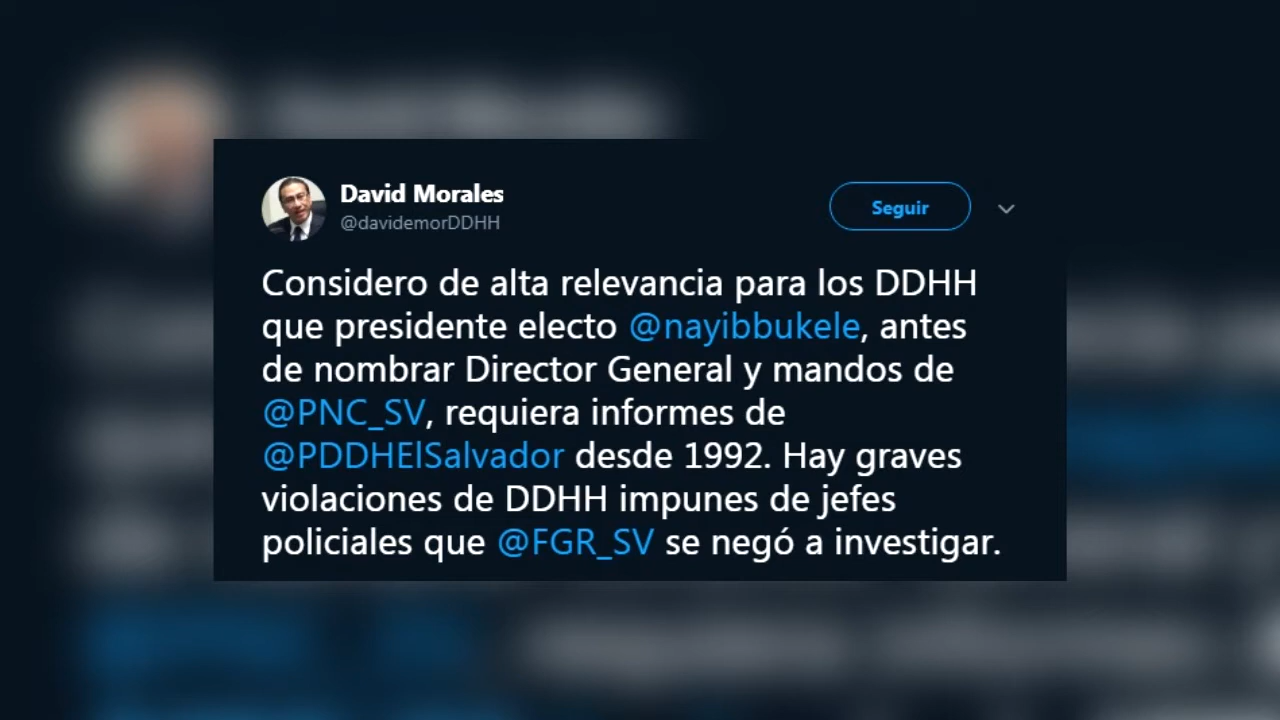 David Morales
@davidemorDDHH
Seguir
Considero de alta relevancia para los DDHH
que presidente electo @nayibbukele, antes
de nombrar Director General y mandos de
@PNC_SV, requiera informes de
@PDDHElSalvador desde 1992. Hay graves
violaciones de DDHH impunes de jefes
policiales que @FGR_SV se negó a investigar.